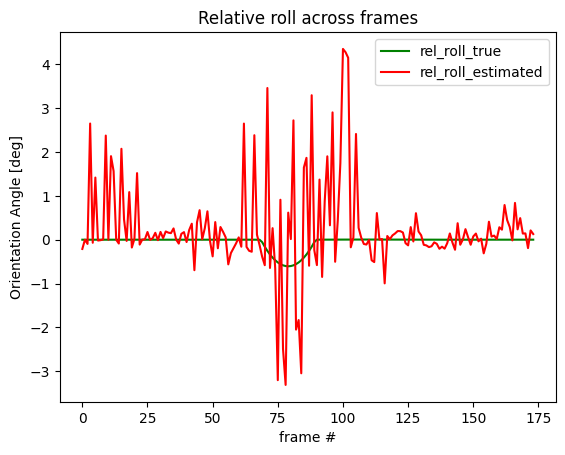 Relative roll across frames
rel_roll_true
rel_roll_estimated
Orientation Angle [deg]
4
3
2
1
0
−1
−2
−3
0 25 50 75 100 125 150 175
frame #